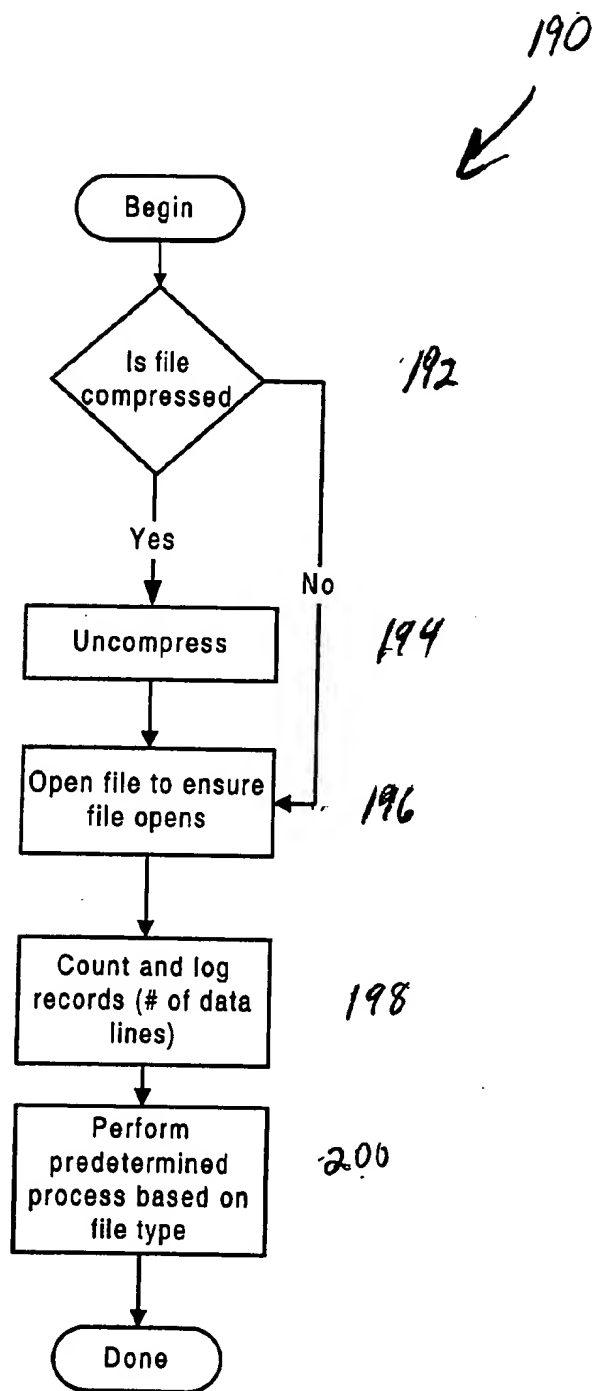 190
Begin
Is file
compressed
192
Yes
No
Uncompress
194
Open file to ensure
file opens
196
Count and log
records (# of data
lines)
198
Perform
predetermined
process based on
file type
200
Done